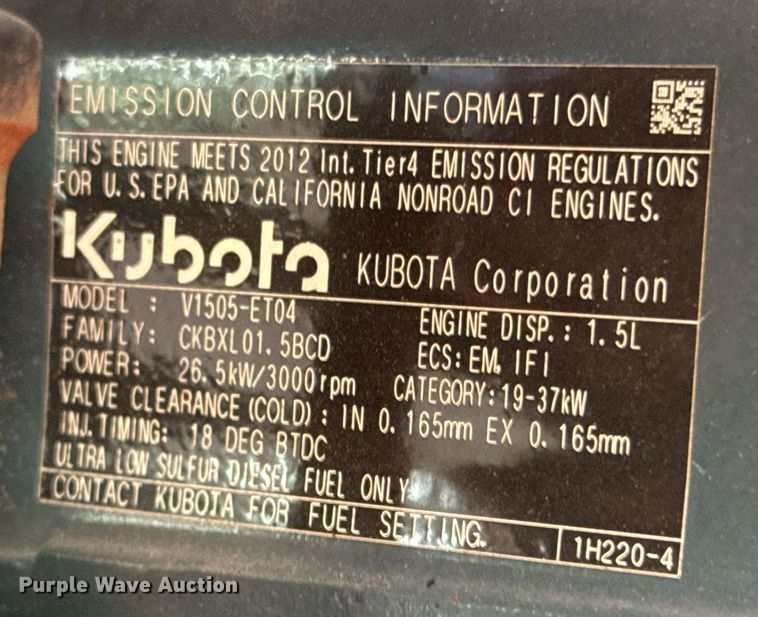 EMISSION CONTROL INFORMATION
THIS ENGINE MEETS 2012 Int. Tier4 EMISSION REGULATIONS
FOR U.S.EPA AND CALIFORNIA NONROAD CI ENGINES.
Kubota KUBOTA Corporation
MODEL : V1505-ET04 ENGINE DISP.: 1.5L
FAMILY: CKBXL01.5BCD ECS: EM, IFI
POWER: 26.5kW/3000rpm CATEGORY:19-37kW
VALVE CLEARANCE (COLD) : IN 0.165mm EX 0.165mm
INJ.TIMING: 18 DEG BTDC
ULTRA LOW SULFUR DIESEL FUEL ONLY
CONTACT KUBOTA FOR FUEL SETTING. 1H220-4
Purple Wave Auction